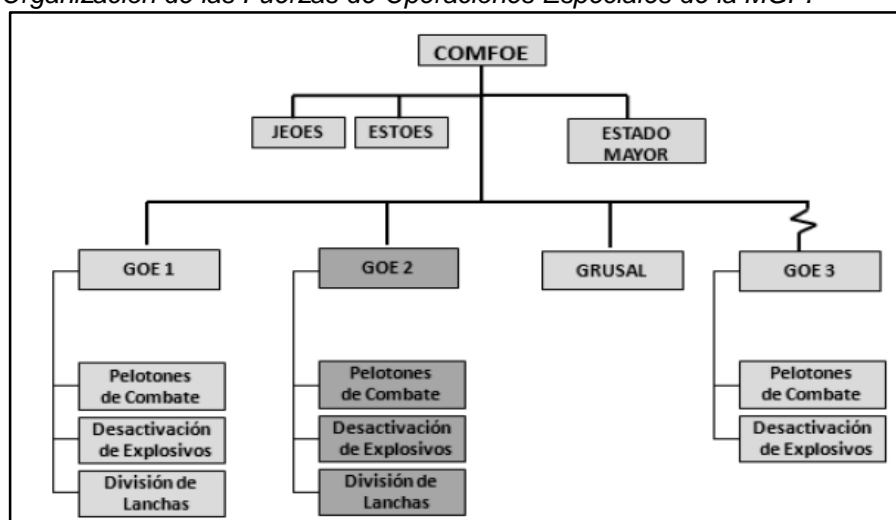 Organización de las Fuerzas de Operaciones Especiales de la MGP.
COMFOE
JEOES
ESTOES
ESTADO
MAYOR
GOE 1
GOE 2
GRUSAL
GOE 3
Pelotones
de Combate
Desactivación
de Explosivos
División de
Lanchas
Pelotones
de Combate
Desactivación
de Explosivos
División de
Lanchas
Pelotones
de Combate
Desactivación
de Explosivos